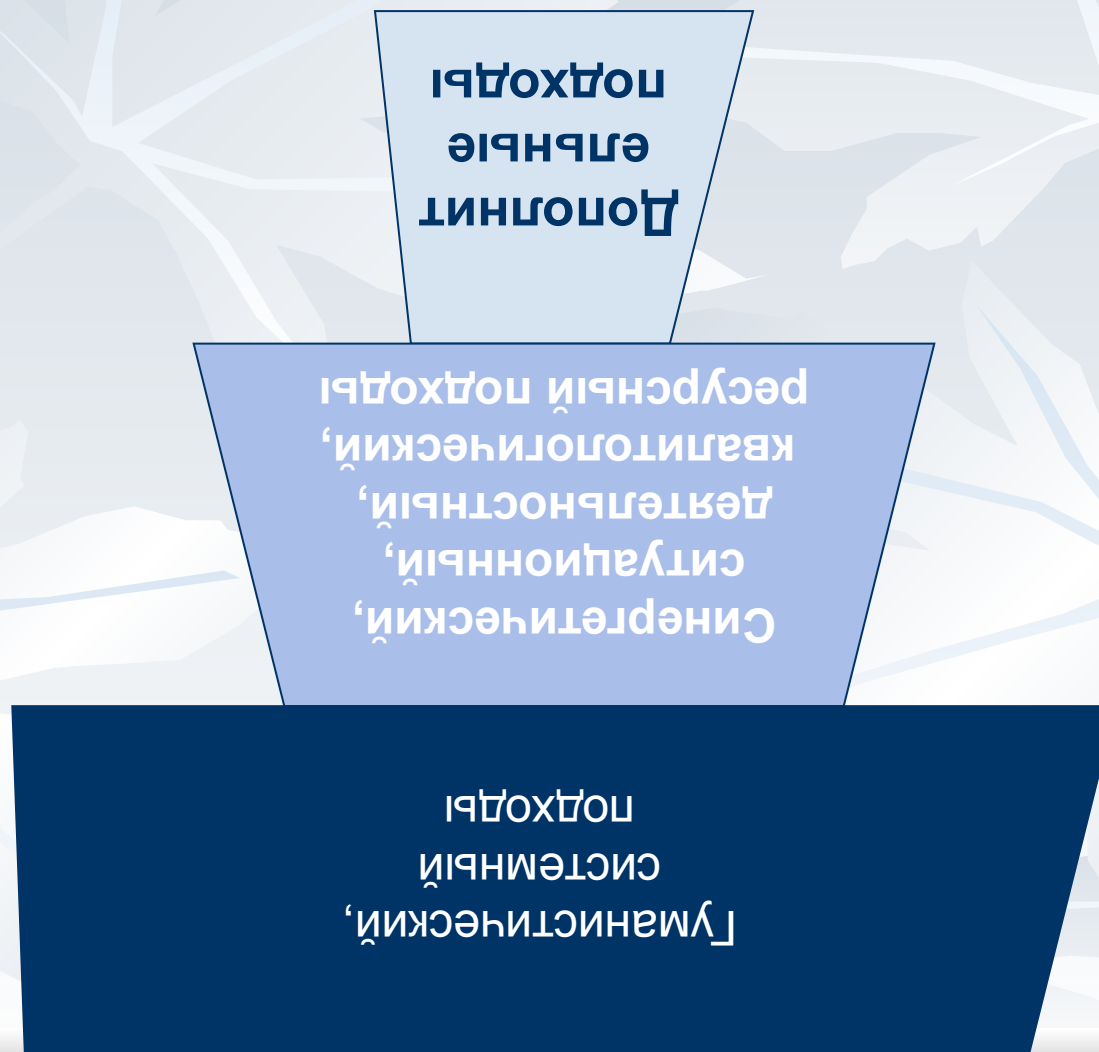 Гуманистический,
системный
подходы
Синергетический,
ситуационный,
деятельностный,
квалитологический,
ресурсный подходы
Дополнит
ельные
подходы